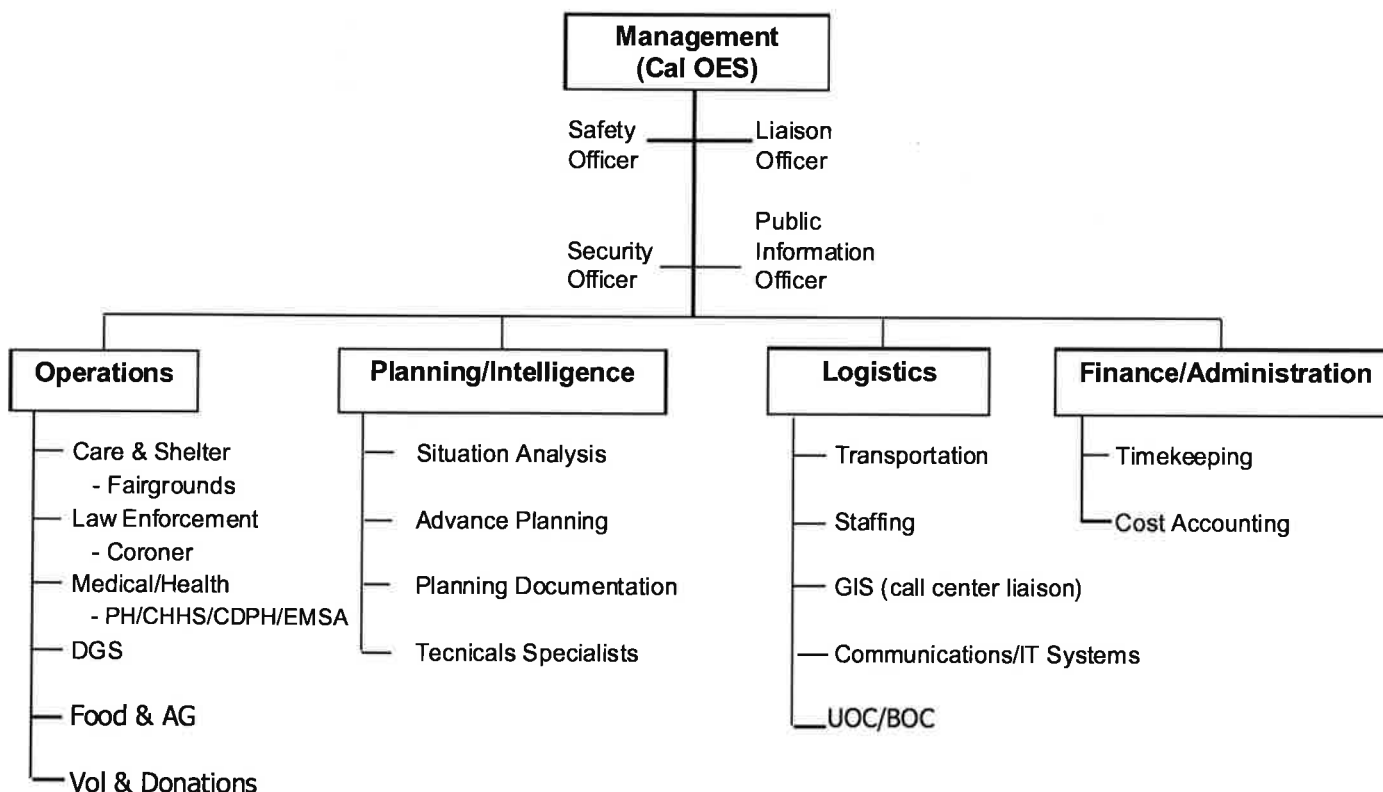 Management
(Cal OES)
Safety
Officer
Liaison
Officer
Security
Officer
Public
Information
Officer
Operations
Care & Shelter
- Fairgrounds
Law Enforcement
- Coroner
Medical/Health
- PH/CHHS/CDPH/EMSA
DGS
Food & AG
Vol & Donations
Planning/Intelligence
Situation Analysis
Advance Planning
Planning Documentation
Tecnicals Specialists
Logistics
Transportation
Staffing
GIS (call center liaison)
Communications/IT Systems
UOC/BOC
Finance/Administration
Timekeeping
Cost Accounting